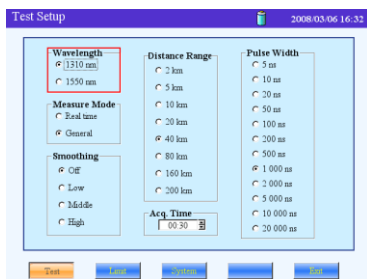 Test Setup
2008/03/06 16:32
Wavelength
1310 nm
1550 nm
Measure Mode
Real time
General
Smoothing
Off
Low
Middle
High
Distance Range
2 km
5 km
10 km
20 km
40 km
80 km
160 km
200 km
Acq. Time
00:30
Pulse Width
5 ns
10 ns
20 ns
50 ns
100 ns
200 ns
500 ns
1 000 ns
2 000 ns
5 000 ns
10 000 ns
20 000 ns
Test
Load
System
Exit